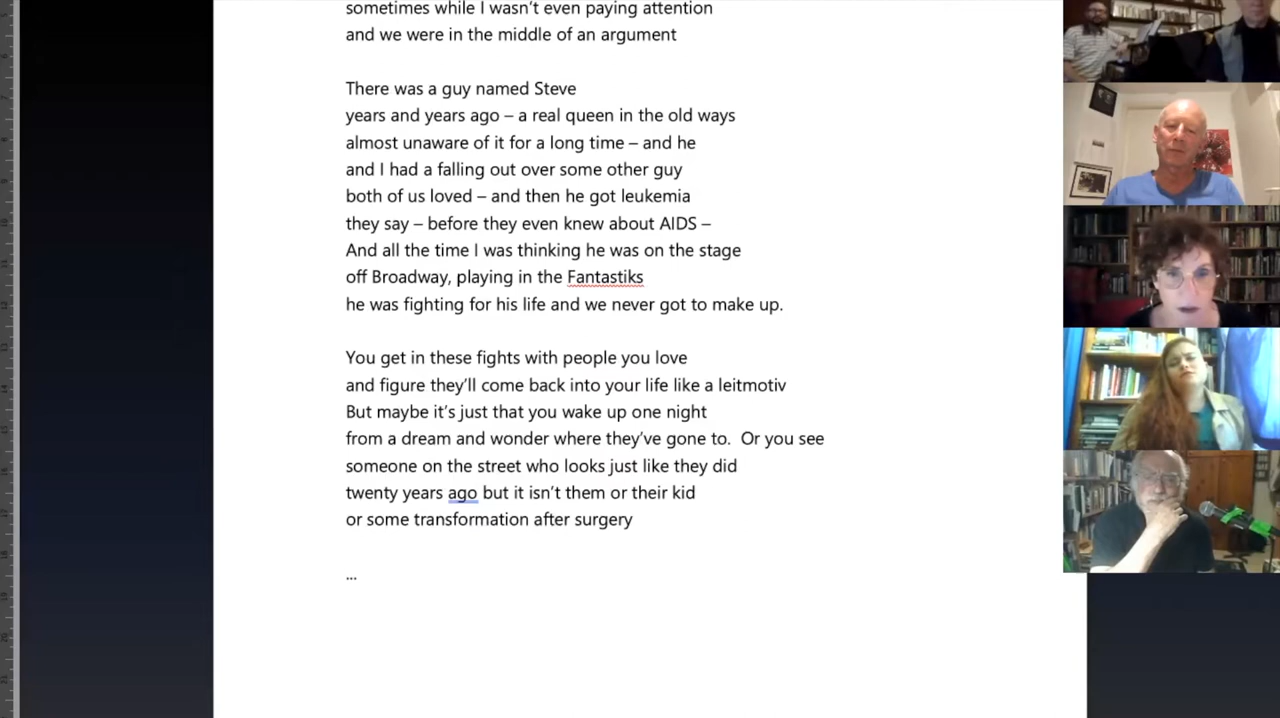 sometimes while I wasn't even paying attention
and we were in the middle of an argument
There was a guy named Steve
years and years ago – a real queen in the old ways
almost unaware of it for a long time – and he
and I had a falling out over some other guy
both of us loved – and then he got leukemia
they say – before they even knew about AIDS –
And all the time I was thinking he was on the stage
off Broadway, playing in the Fantastiks
he was fighting for his life and we never got to make up.
You get in these fights with people you love
and figure they'll come back into your life like a leitmotiv
But maybe it's just that you wake up one night
from a dream and wonder where they've gone to.  Or you see
someone on the street who looks just like they did
twenty years ago but it isn't them or their kid
or some transformation after surgery
...